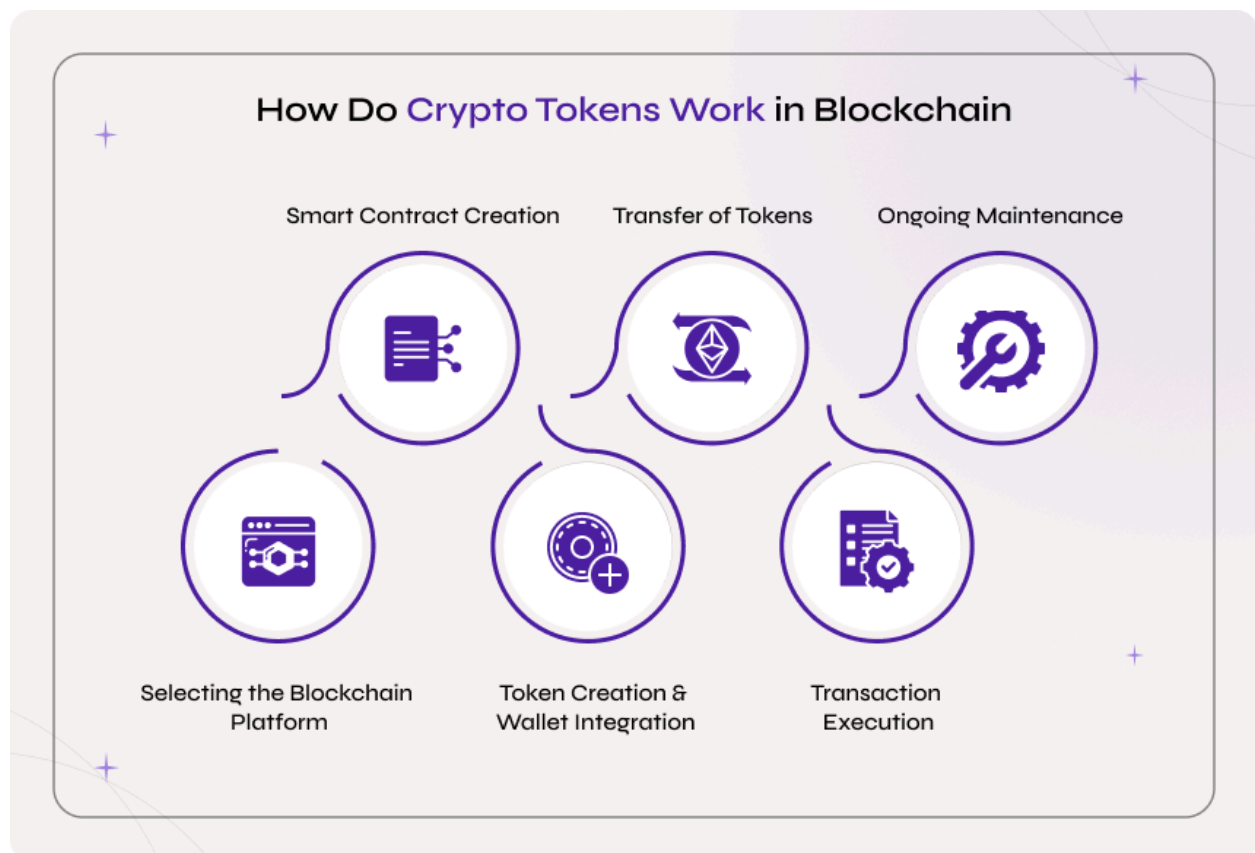 How Do Crypto Tokens Work in Blockchain
Smart Contract Creation
Transfer of Tokens
Ongoing Maintenance
Selecting the Blockchain
Platform
Token Creation &
Wallet Integration
Transaction
Execution